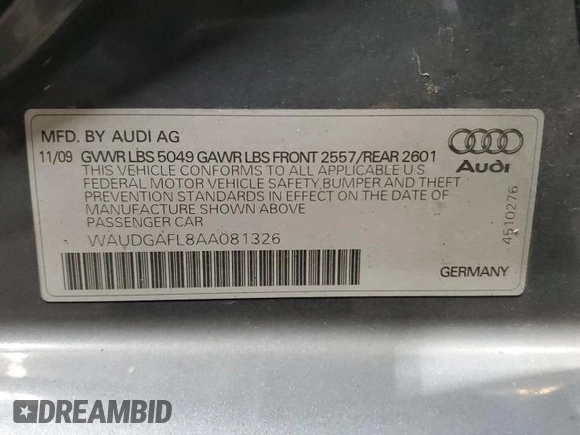 MFD. BY AUDI AG
11/09 GVWR LBS 5049 GAWR LBS FRONT 2557/REAR 2601
THIS VEHICLE CONFORMS TO ALL APPLICABLE U S
FEDERAL MOTOR VEHICLE SAFETY,BUMPER AND THEFT
PREVENTION STANDARDS IN EFFECT ON THE DATE OF
MANUFACTURE SHOWN ABOVE
PASSENGER CAR
WAUDGAFL8AA081326
Audi
4510276
GERMANY
DREAMBID